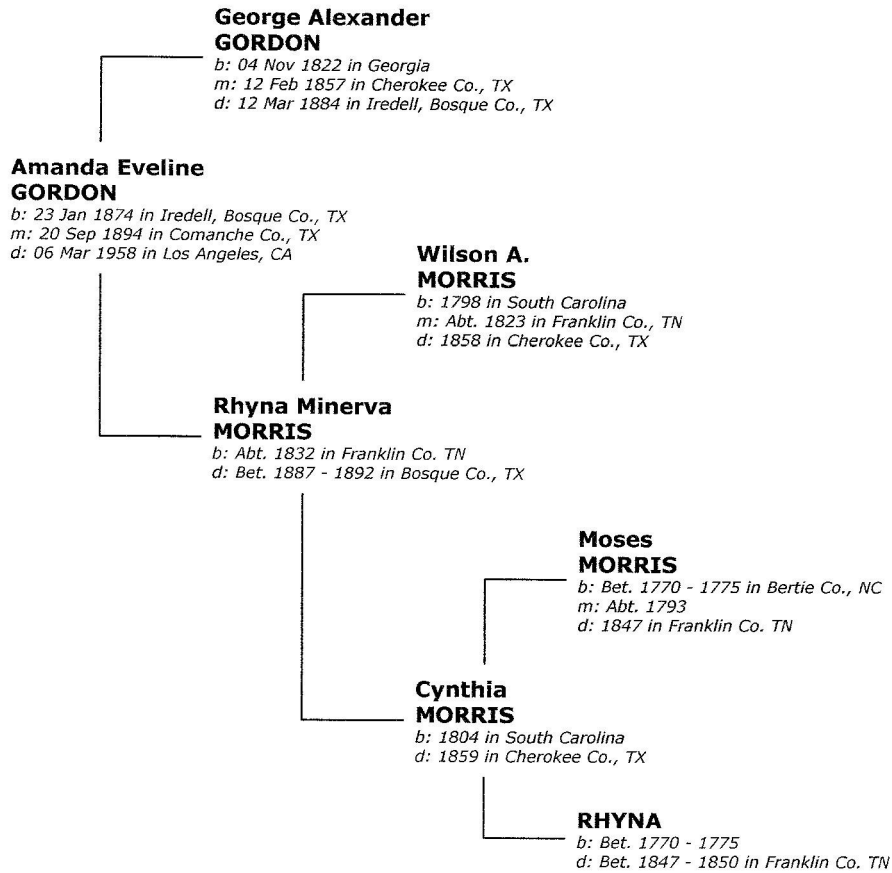 George Alexander
GORDON
b: 04 Nov 1822 in Georgia
m: 12 Feb 1857 in Cherokee Co., TX
d: 12 Mar 1884 in Iredell, Bosque Co., TX
Amanda Eveline
GORDON
b: 23 Jan 1874 in Iredell, Bosque Co., TX
m: 20 Sep 1894 in Comanche Co., TX
d: 06 Mar 1958 in Los Angeles, CA
Wilson A.
MORRIS
b: 1798 in South Carolina
m: Abt. 1823 in Franklin Co., TN
d: 1858 in Cherokee Co., TX
Rhyna Minerva
MORRIS
b: Abt. 1832 in Franklin Co. TN
d: Bet. 1887 - 1892 in Bosque Co., TX
Moses
MORRIS
b: Bet. 1770 - 1775 in Bertie Co., NC
m: Abt. 1793
d: 1847 in Franklin Co. TN
Cynthia
MORRIS
b: 1804 in South Carolina
d: 1859 in Cherokee Co., TX
RHYNA
b: Bet. 1770 - 1775
d: Bet. 1847 - 1850 in Franklin Co. TN